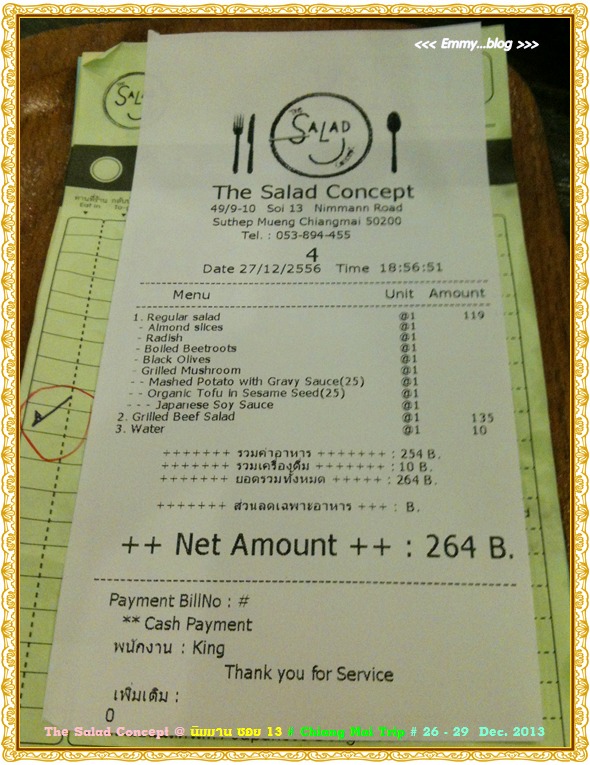 <<< Emmy...blog >>>
THE SALAD CONCEPT
The Salad Concept
49/9-10 Soi 13 Nimmann Road
Suthep Mueng Chiangmai 50200
Tel. : 053-894-455
4
Date 27/12/2556 Time 18:56:51
Menu Unit Amount
1. Regular salad @1 119
- Almond slices @1
- Radish @1
- Boiled Beetroots @1
- Black Olives @1
- Grilled Mushroom @1
- - Mashed Potato with Gravy Sauce(25) @1
- - Organic Tofu In Sesame Seed(25) @1
- - - Japanese Soy Sauce @1
2. Grilled Beef Salad @1 135
3. Water @1 10
+++++++ รวมค่าอาหาร +++++++ : 254 B.
+++++++ รวมเครื่องดื่ม +++++++ : 10 B.
+++++++ ยอดรวมทั้งหมด +++++ : 264 B.
+++++++ ส่วนลดเฉพาะอาหาร +++ : B.
++ Net Amount ++ : 264 B.
Payment BillNo : #
** Cash Payment
พนักงาน : King
Thank you for Service
เพิ่มเติม :
0
The Salad Concept @ นิมมาน ซอย 13 # Chiang Mai Trip # 26 - 29 Dec. 2013